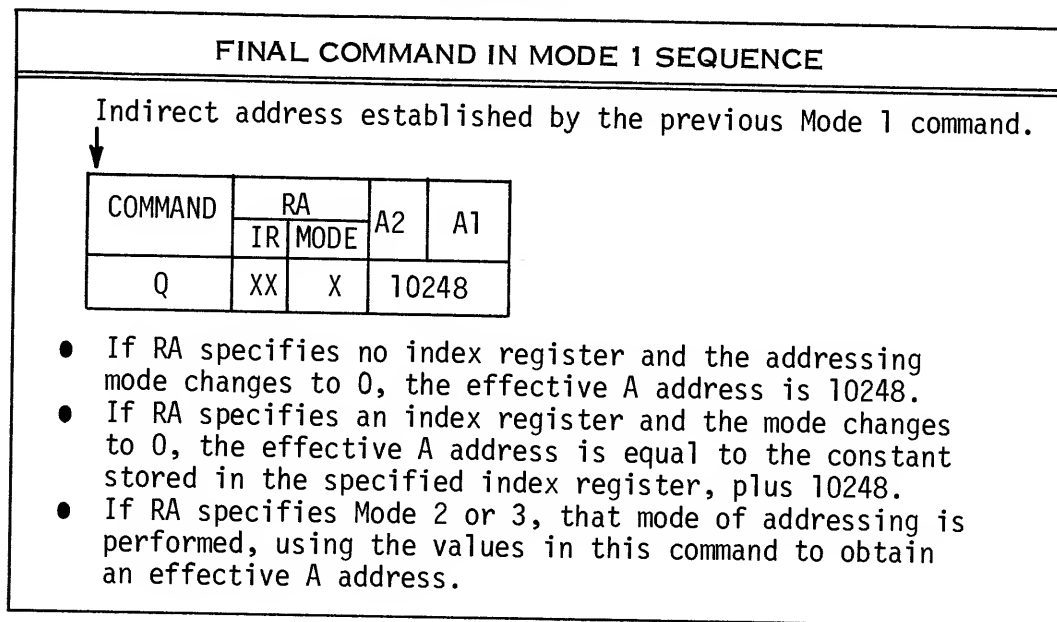 FINAL COMMAND IN MODE 1 SEQUENCE
Indirect address established by the previous Mode 1 command.
COMMAND RA A2 A1
IR MODE
Q XX X 10248
● If RA specifies no index register and the addressing
mode changes to 0, the effective A address is 10248.
● If RA specifies an index register and the mode changes
to 0, the effective A address is equal to the constant
stored in the specified index register, plus 10248.
● If RA specifies Mode 2 or 3, that mode of addressing is
performed, using the values in this command to obtain
an effective A address.